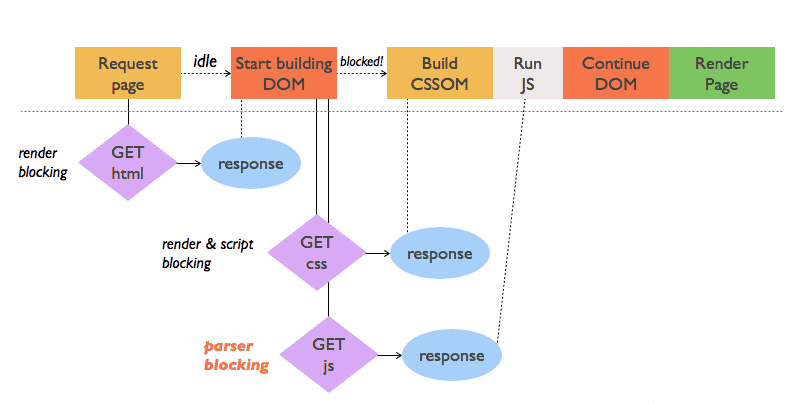 Request
page
idle
Start building
DOM
blocked!
Build
CSSOM
Run
JS
Continue
DOM
Render
Page
render
blocking
GET
html
response
render & script
blocking
GET
css
response
parser
blocking
GET
js
response